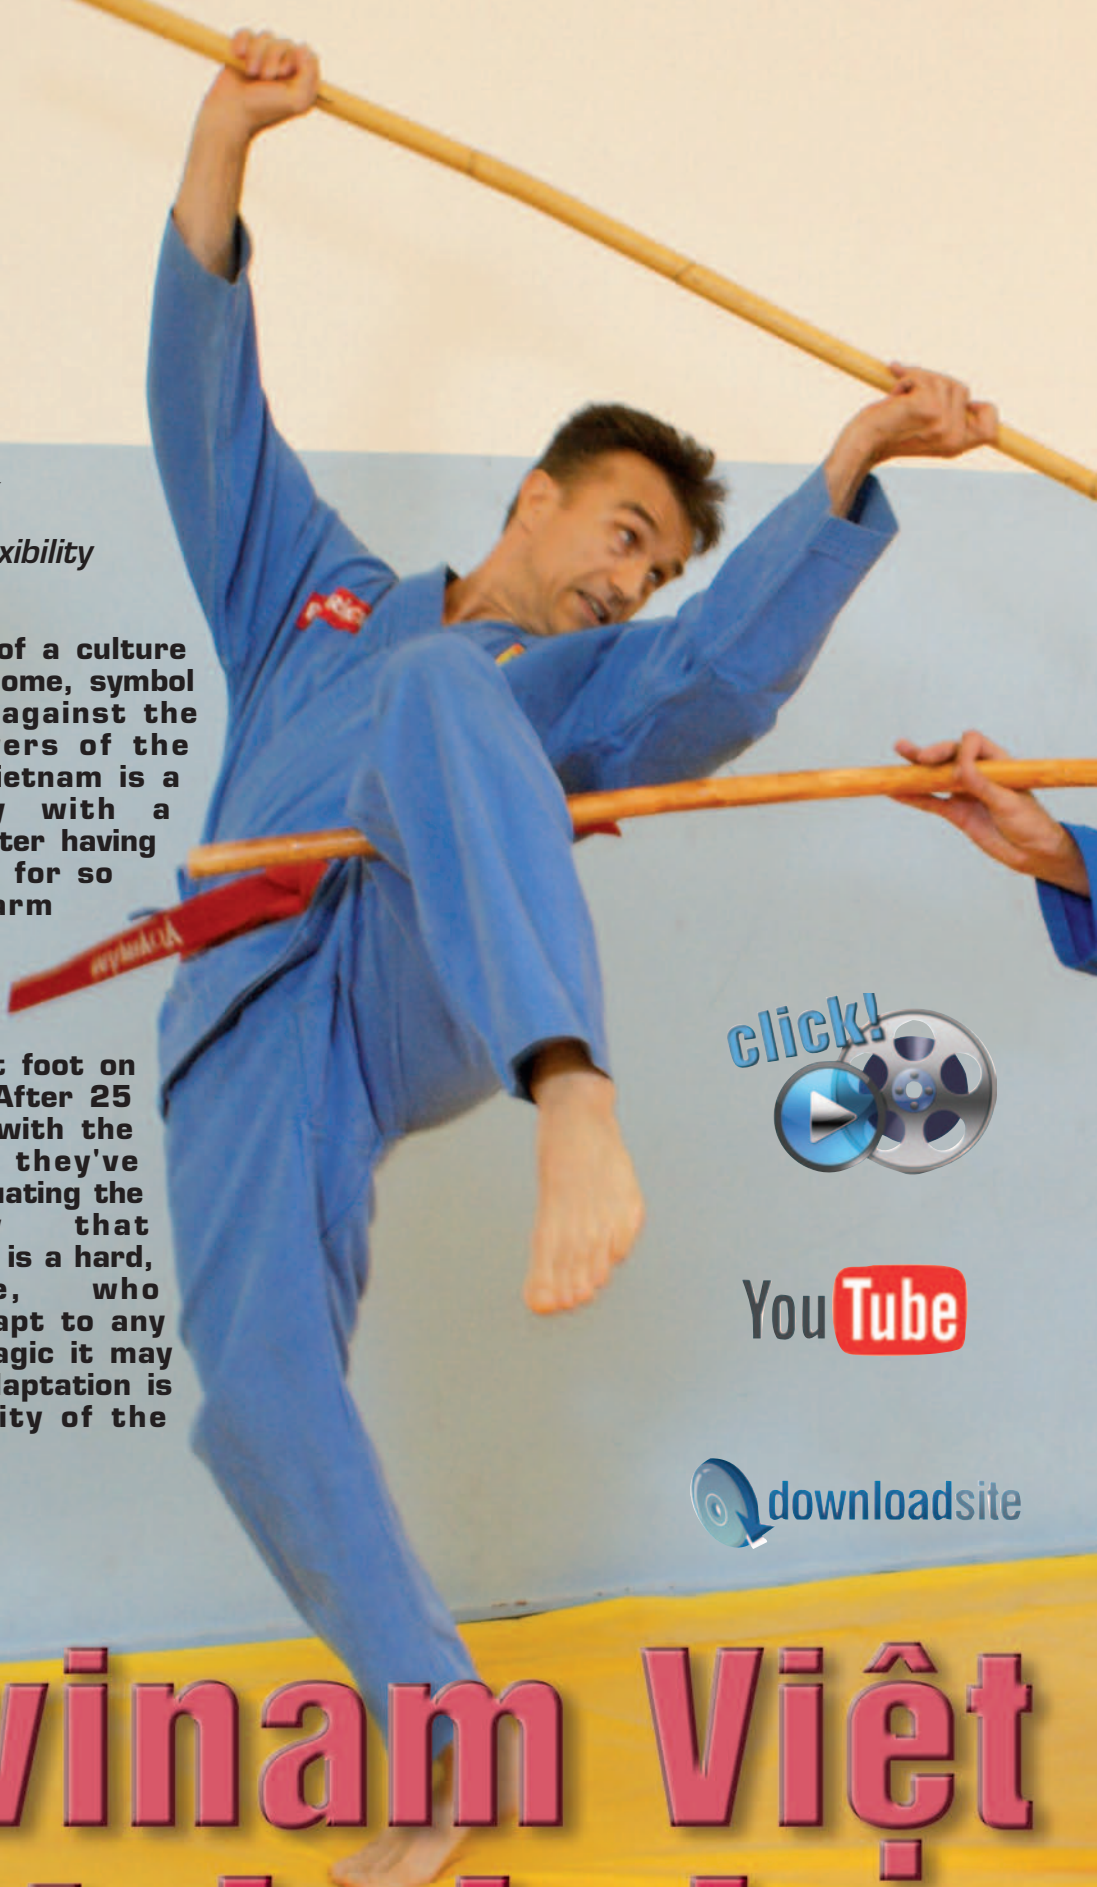 xibility
of a culture
ome, symbol
against the
ers of the
ietnam is a
with a
ter having
for so
arm
foot on
After 25
with the
they've
uating the
that
is a hard,
e, who
apt to any
agic it may
laptation is
ity of the
click!
YouTube
downloadsite
vinam Việt